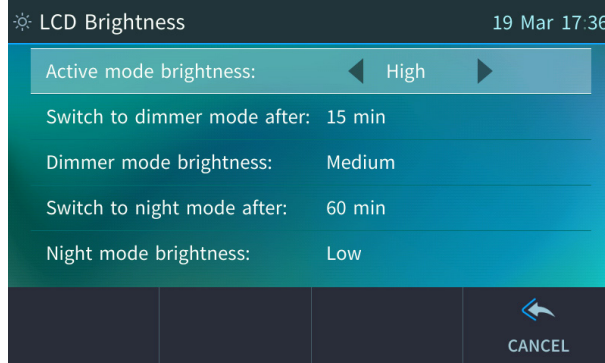 LCD Brightness 19 Mar 17:36
Active mode brightness: High
Switch to dimmer mode after: 15 min
Dimmer mode brightness: Medium
Switch to night mode after: 60 min
Night mode brightness: Low
CANCEL